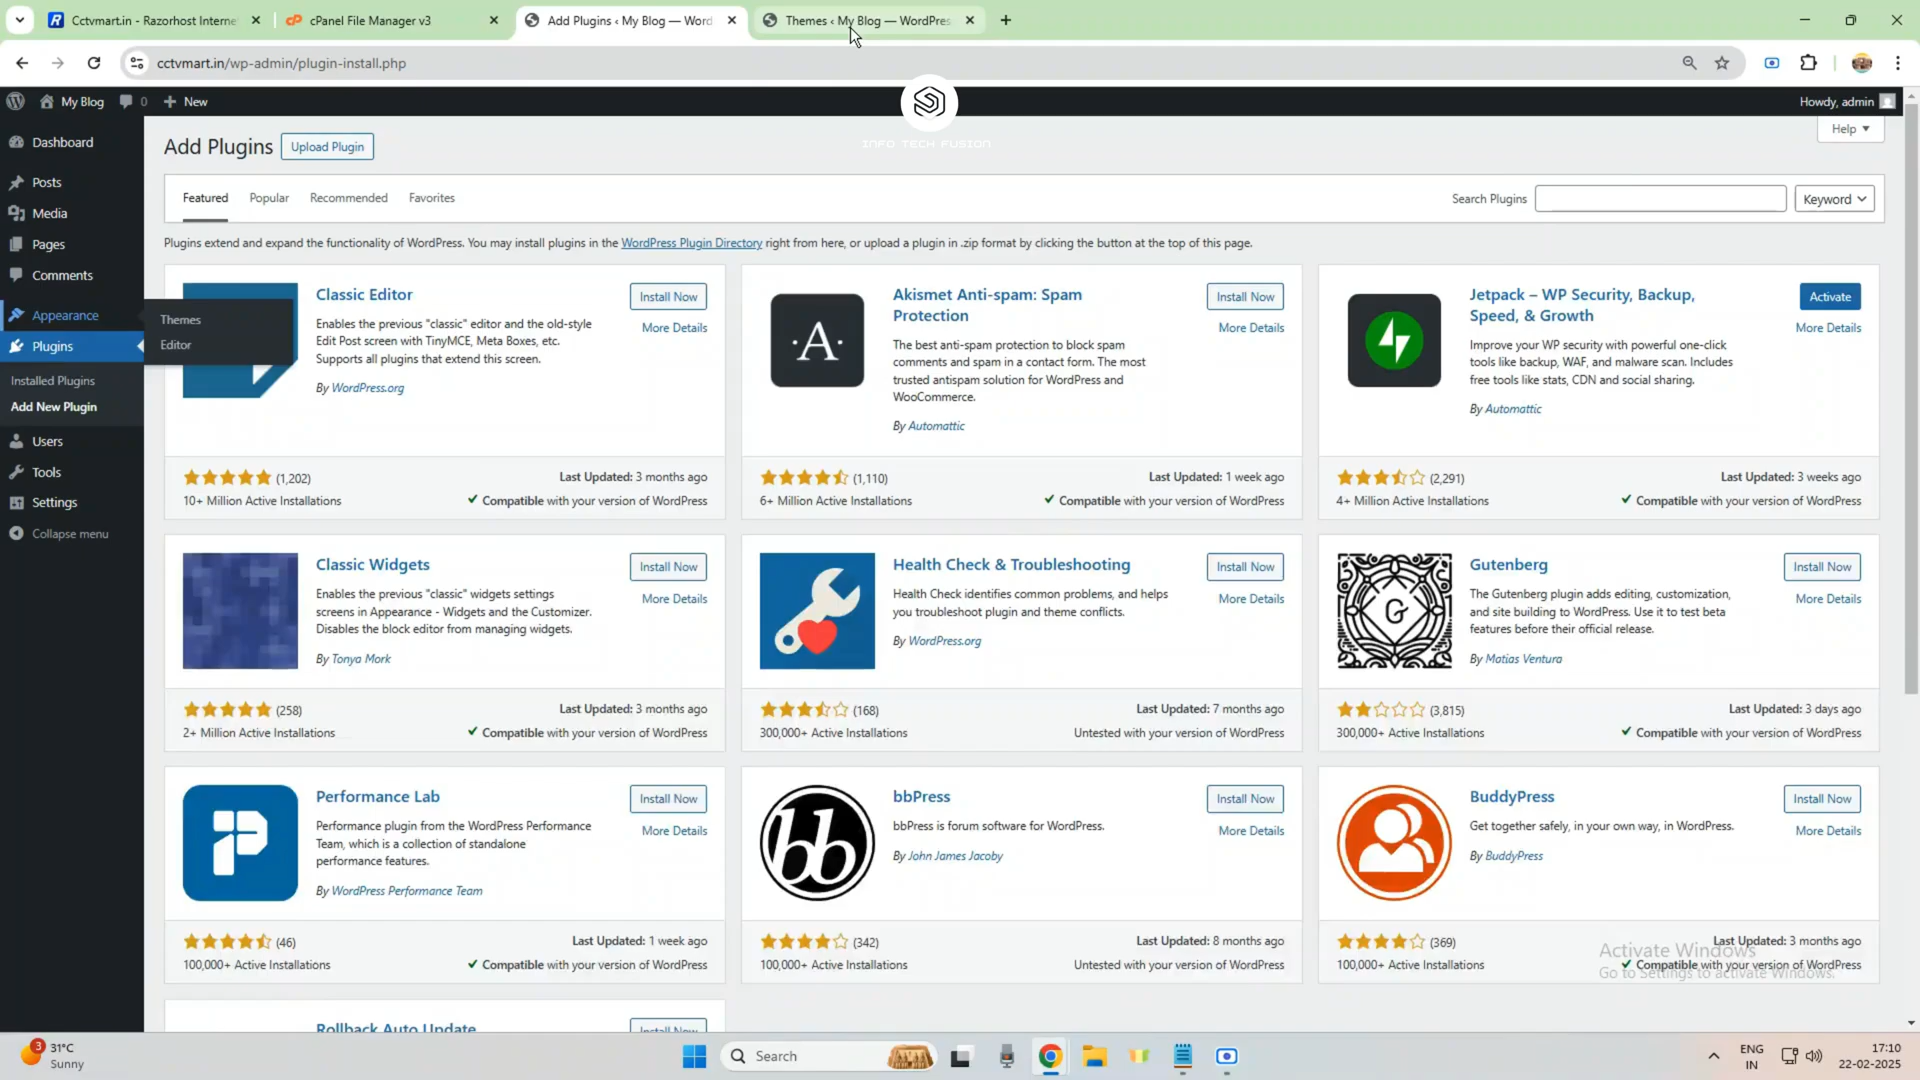 Cctvmart.in - Razorhost Interne
cPanel File Manager v3
Add Plugins ‹ My Blog — Word
Themes ‹ My Blog — WordPres
cctvmart.in/wp-admin/plugin-install.php
My Blog
0
New
Howdy, admin
INFO TECH FUSION
Help
Dashboard
Posts
Media
Pages
Comments
Appearance
Plugins
Installed Plugins
Add New Plugin
Users
Tools
Settings
Collapse menu
Themes
Editor
Add Plugins
Upload Plugin
Featured
Popular
Recommended
Favorites
Search Plugins
Keyword
Plugins extend and expand the functionality of WordPress. You may install plugins in the WordPress Plugin Directory right from here, or upload a plugin in .zip format by clicking the button at the top of this page.
Classic Editor
Install Now
More Details
Enables the previous "classic" editor and the old-style
Edit Post screen with TinyMCE, Meta Boxes, etc.
Supports all plugins that extend this screen.
By WordPress.org
(1,202)
Last Updated: 3 months ago
10+ Million Active Installations
Compatible with your version of WordPress
Akismet Anti-spam: Spam
Protection
Install Now
More Details
·A·
The best anti-spam protection to block spam
comments and spam in a contact form. The most
trusted antispam solution for WordPress and
WooCommerce.
By Automattic
(1,110)
Last Updated: 1 week ago
6+ Million Active Installations
Compatible with your version of WordPress
Jetpack – WP Security, Backup,
Speed, & Growth
Activate
More Details
Improve your WP security with powerful one-click
tools like backup, WAF, and malware scan. Includes
free tools like stats, CDN and social sharing.
By Automattic
(2,291)
Last Updated: 3 weeks ago
4+ Million Active Installations
Compatible with your version of WordPress
Classic Widgets
Install Now
More Details
Enables the previous "classic" widgets settings
screens in Appearance - Widgets and the Customizer.
Disables the block editor from managing widgets.
By Tonya Mork
(258)
Last Updated: 3 months ago
2+ Million Active Installations
Compatible with your version of WordPress
Health Check & Troubleshooting
Install Now
More Details
Health Check identifies common problems, and helps
you troubleshoot plugin and theme conflicts.
By WordPress.org
(168)
Last Updated: 7 months ago
300,000+ Active Installations
Untested with your version of WordPress
Gutenberg
Install Now
More Details
G
The Gutenberg plugin adds editing, customization,
and site building to WordPress. Use it to test beta
features before their official release.
By Matias Ventura
(3,815)
Last Updated: 3 days ago
300,000+ Active Installations
Compatible with your version of WordPress
Performance Lab
Install Now
More Details
Performance plugin from the WordPress Performance
Team, which is a collection of standalone
performance features.
By WordPress Performance Team
(46)
Last Updated: 1 week ago
100,000+ Active Installations
Compatible with your version of WordPress
bbPress
Install Now
More Details
bb
bbPress is forum software for WordPress.
By John James Jacoby
(342)
Last Updated: 8 months ago
100,000+ Active Installations
Untested with your version of WordPress
BuddyPress
Install Now
More Details
Get together safely, in your own way, in WordPress.
By BuddyPress
(369)
Last Updated: 3 months ago
100,000+ Active Installations
Compatible with your version of WordPress
Activate Windows
Go to Settings to activate Windows.
Rollback Auto Update
Install Now
3
31°C
Sunny
Search
ENG
IN
17:10
22-02-2025